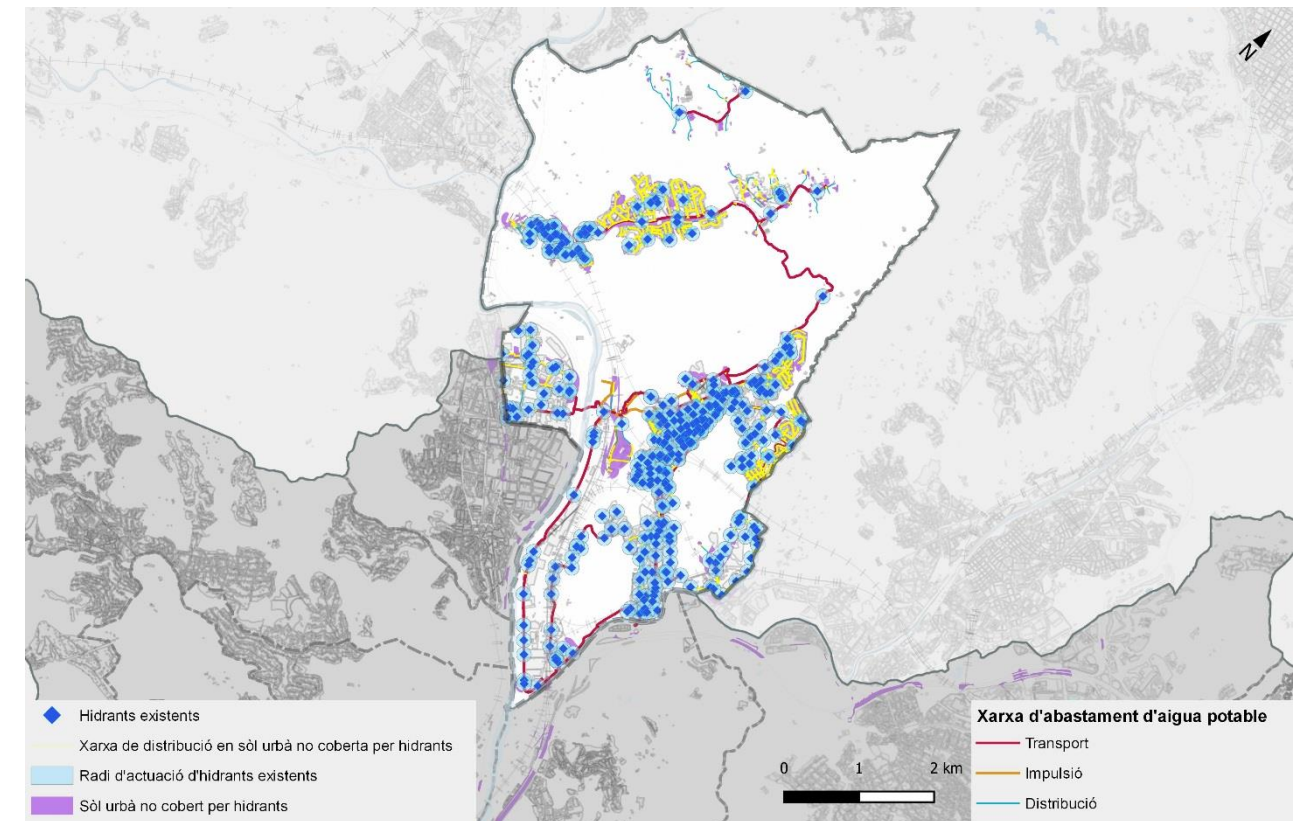 N
Hidrants existents
Xarxa de distribució en sòl urbà no coberta per hidrants
Radi d'actuació d'hidrants existents
Sòl urbà no cobert per hidrants
0 1 2 km
Xarxa d'abastament d'aigua potable
Transport
Impulsió
Distribució